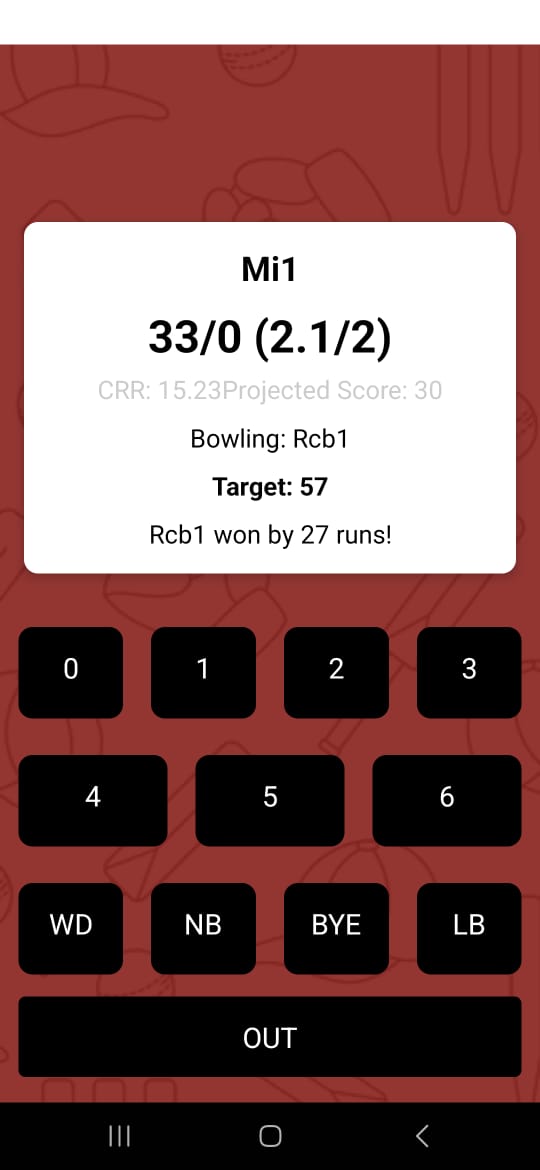 Mi1
33/0 (2.1/2)
CRR: 15.23Projected Score: 30
Bowling: Rcb1
Target: 57
Rcb1 won by 27 runs!
0 1 2 3
4 5 6
WD NB BYE LB
OUT